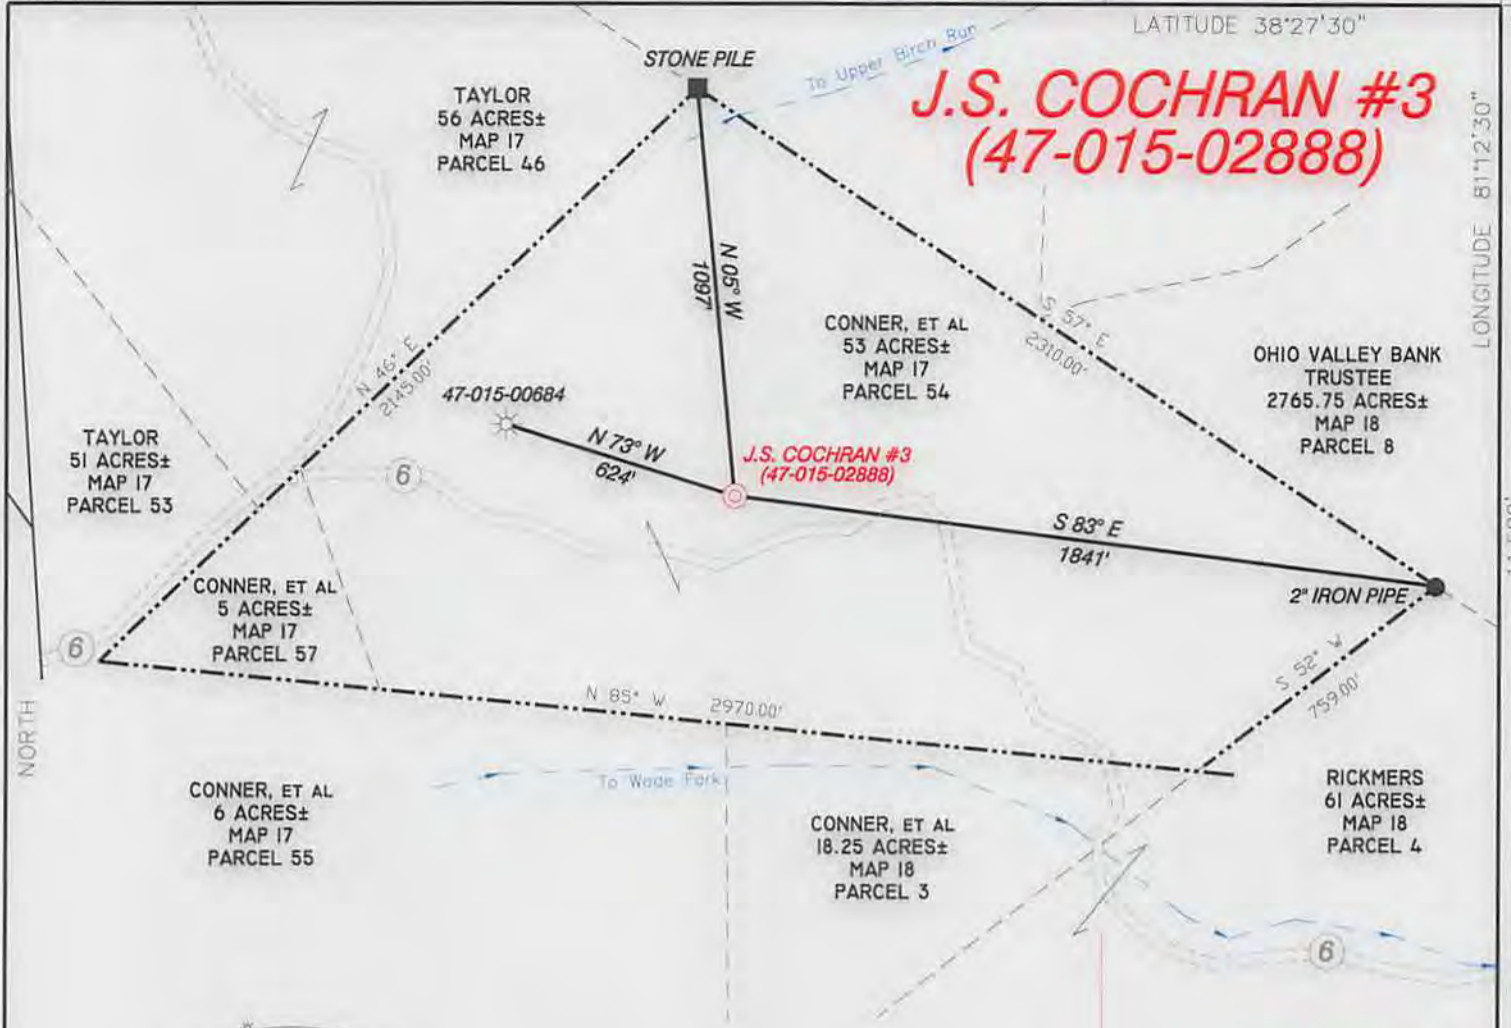 LATITUDE 38°27'30"
STONE PILE
To Upper Birch Run
J.S. COCHRAN #3
(47-015-02888)
LONGITUDE 81°12'30"
TAYLOR
56 ACRES±
MAP 17
PARCEL 46
N 05° W
1097'
CONNER, ET AL
53 ACRES±
MAP 17
PARCEL 54
S 57° E
2310.00'
OHIO VALLEY BANK
TRUSTEE
2765.75 ACRES±
MAP 18
PARCEL 8
N 46° E
2145.00'
47-015-00684
TAYLOR
51 ACRES±
MAP 17
PARCEL 53
6
N 73° W
624'
J.S. COCHRAN #3
(47-015-02888)
S 83° E
1841'
2" IRON PIPE
CONNER, ET AL
5 ACRES±
MAP 17
PARCEL 57
6
S 52° W
759.00'
N 85° W 2970.00'
NORTH
To Wade Fork
CONNER, ET AL
6 ACRES±
MAP 17
PARCEL 55
CONNER, ET AL
18.25 ACRES±
MAP 18
PARCEL 3
RICKMERS
61 ACRES±
MAP 18
PARCEL 4
6